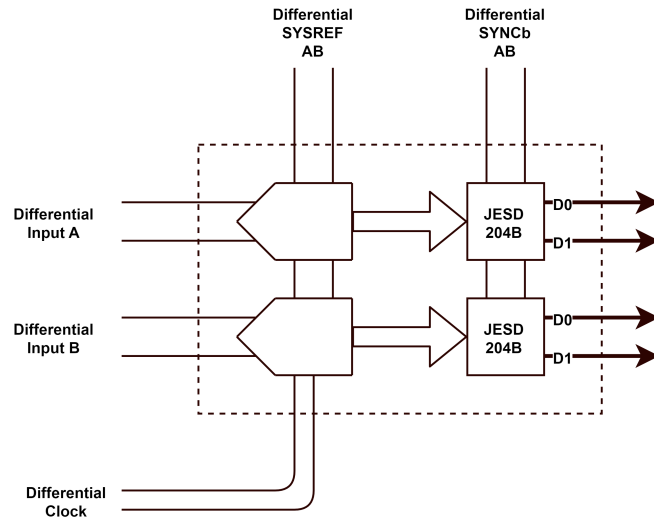 Differential
SYSREF
AB
Differential
SYNCb
AB
Differential
Input A
JESD
204B
D0
D1
Differential
Input B
JESD
204B
D0
D1
Differential
Clock